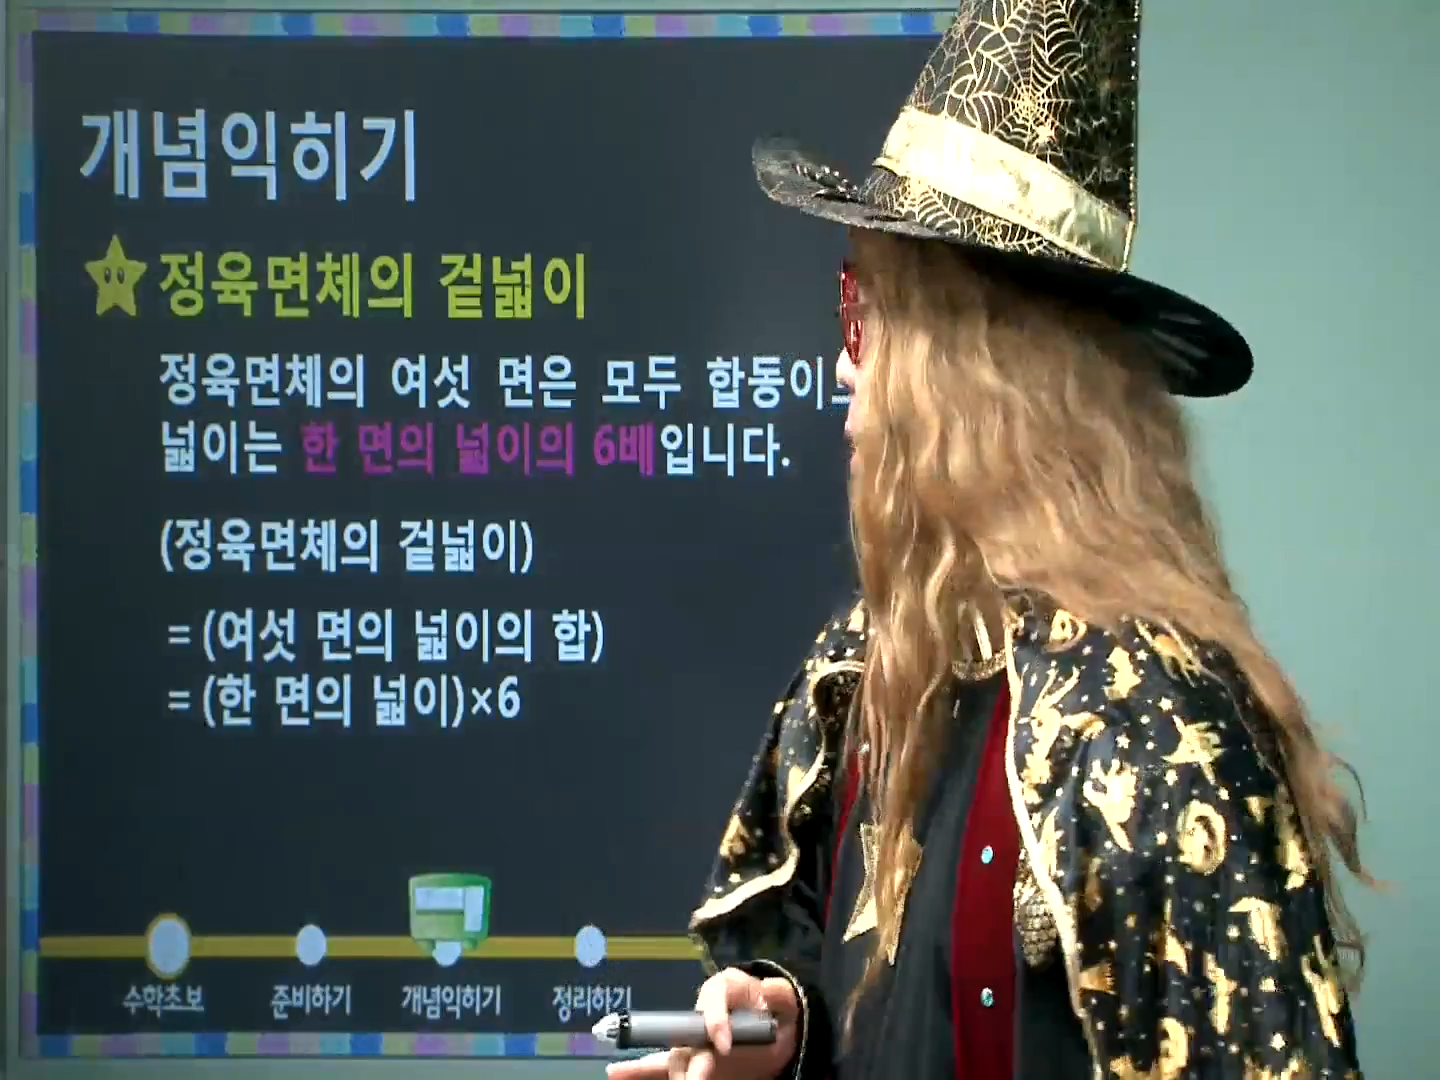 개념익히기
정육면체의 겉넓이
정육면체의 여섯 면은 모두 합동이
넓이는 한 면의 넓이의 6배입니다.
(정육면체의 겉넓이)
= (여섯 면의 넓이의 합)
= (한 면의 넓이)×6
수학초보 준비하기 개념익히기 정리하기